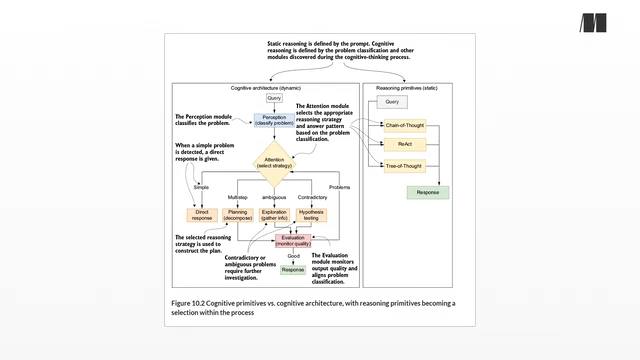 Static reasoning is defined by the prompt. Cognitive
reasoning is defined by the problem classification and other
modules discovered during the cognitive-thinking process.
Cognitive architecture (dynamic)
Query
The Perception module
classifies the problem.
Perception
(classify problem)
The Attention module
selects the appropriate
reasoning strategy
and answer pattern
based on the problem
classification.
When a simple problem
is detected, a direct
response is given.
Attention
(select strategy)
Simple
Multistep
ambiguous
Contradictory
Problems
Direct
response
Planning
(decompose)
Exploration
(gather info)
Hypothesis
testing
The selected reasoning
strategy is used to
construct the plan.
Evaluation
(monitor quality)
Contradictory or
ambiguous problems
require further
investigation.
Good
Response
The Evaluation
module monitors
output quality and
aligns problem
classification.
Reasoning primitives (static)
Query
Chain-of-Thought
ReAct
Tree-of-Thought
Response
Figure 10.2 Cognitive primitives vs. cognitive architecture, with reasoning primitives becoming a
selection within the process